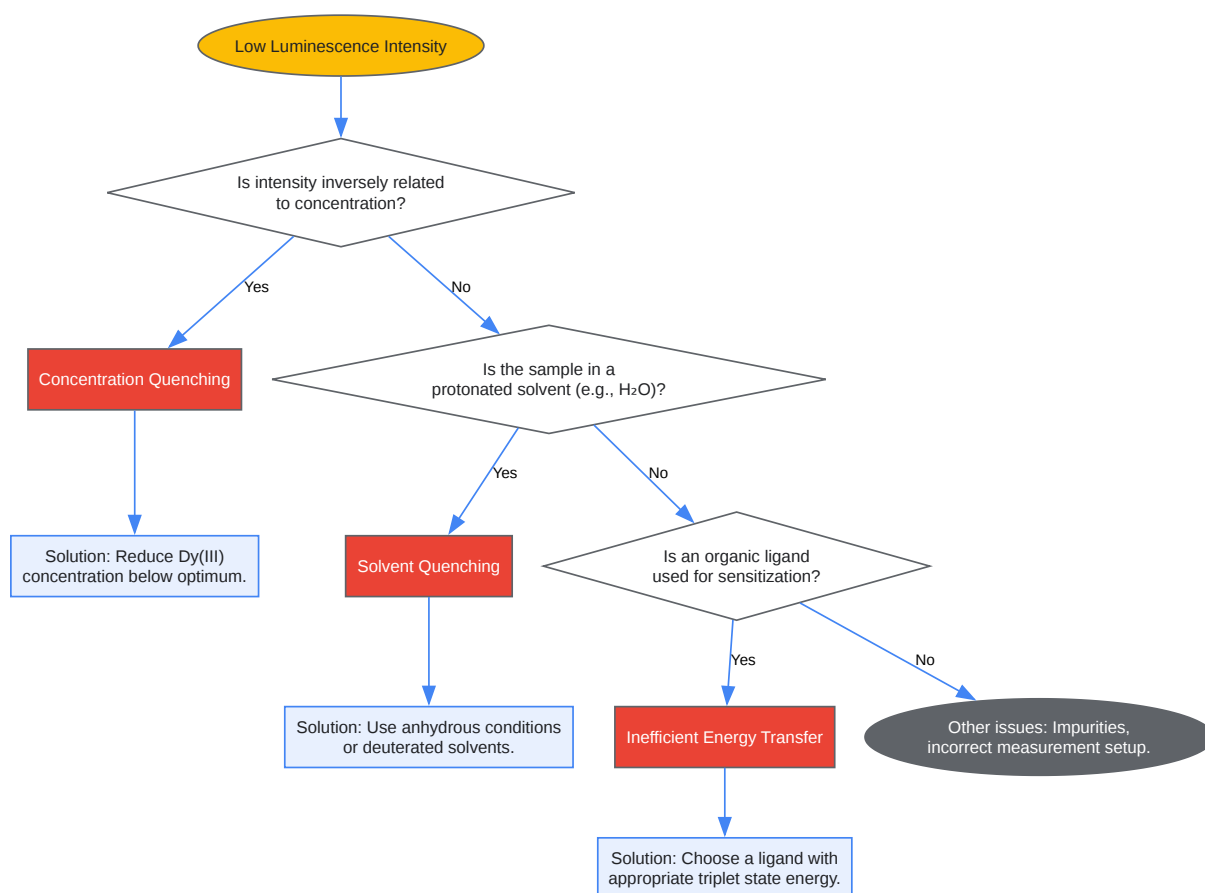 Low Luminescence Intensity
Is intensity inversely related
to concentration?
Yes
No
Concentration Quenching
Is the sample in a
protonated solvent (e.g., H₂O)?
Yes
No
Solution: Reduce Dy(III)
concentration below optimum.
Solvent Quenching
Is an organic ligand
used for sensitization?
Yes
No
Solution: Use anhydrous conditions
or deuterated solvents.
Inefficient Energy Transfer
Other issues: Impurities,
incorrect measurement setup.
Solution: Choose a ligand with
appropriate triplet state energy.